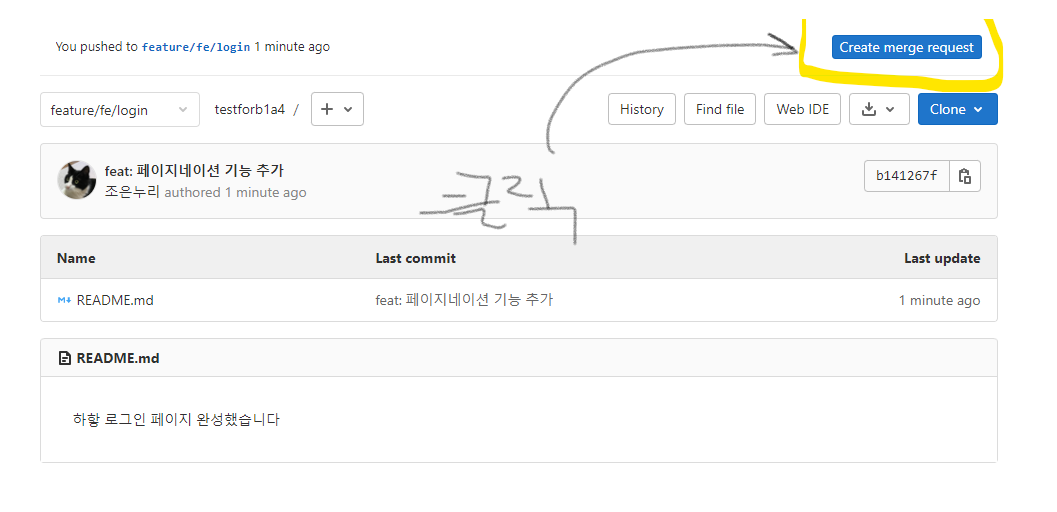 You pushed to feature/fe/login 1 minute ago
Create merge request
feature/fe/login
testforb1a4 /
History
Find file
Web IDE
Clone
feat: 페이지네이션 기능 추가
조은누리 authored 1 minute ago
b141267f
클릭
Name Last commit Last update
README.md feat: 페이지네이션 기능 추가 1 minute ago
README.md
하핳 로그인 페이지 완성했습니다